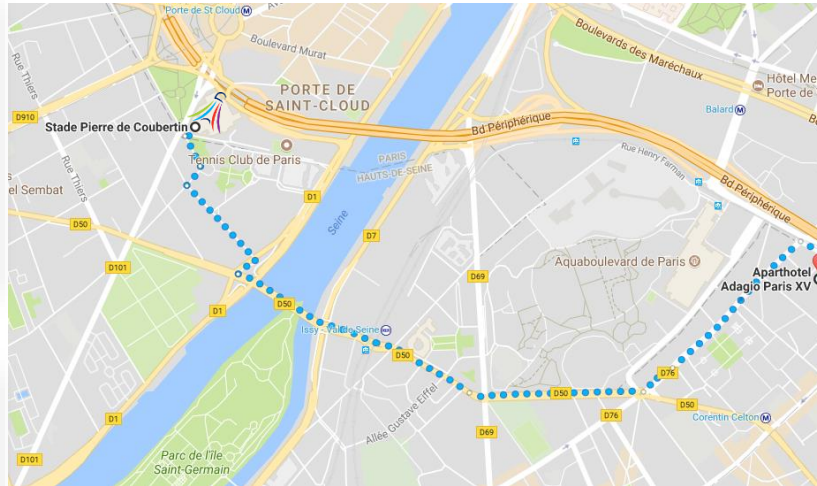 Porte de St Cloud
Boulevard Murat
Boulevards des Maréchaux
Rue Thiers
PORTE DE
SAINT-CLOUD
Hôtel Me
Porte de
Balard
D910
Stade Pierre de Coubertin
Bd Périphérique
Tennis Club de Paris
PARIS
HAUTS-DE-SEINE
Rue Henry Farman
el Sembat
Rue Thiers
D1
Bd Périphérique
D50
Seine
D7
D101
D69
Aquaboulevard de Paris
Aparthotel
Adagio Paris XV
D1
D50
Issy - Val de Seine
D50
D76
D50
D50
Allée Gustave Eiffel
D1
D76
Corentin Celton
D69
Parc de l'île
Saint-Germain
D101